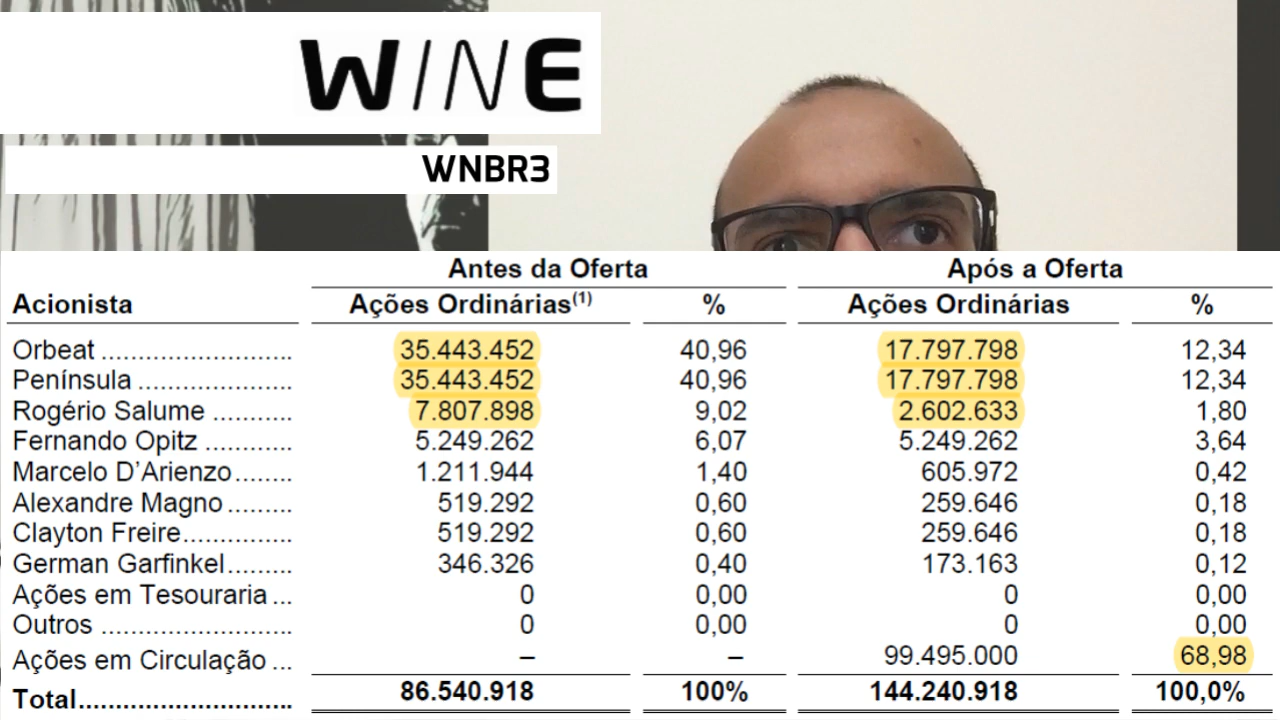 WINE
WNBR3
Antes da Oferta Após a Oferta
Acionista Ações Ordinárias(1) % Ações Ordinárias %
Orbeat .......................... 35.443.452 40,96 17.797.798 12,34
Península ..................... 35.443.452 40,96 17.797.798 12,34
Rogério Salume ........... 7.807.898 9,02 2.602.633 1,80
Fernando Opitz ............ 5.249.262 6,07 5.249.262 3,64
Marcelo D’Arienzo........ 1.211.944 1,40 605.972 0,42
Alexandre Magno ......... 519.292 0,60 259.646 0,18
Clayton Freire............... 519.292 0,60 259.646 0,18
German Garfinkel......... 346.326 0,40 173.163 0,12
Ações em Tesouraria ... 0 0,00 0 0,00
Outros .......................... 0 0,00 0 0,00
Ações em Circulação ... – – 99.495.000 68,98
Total............................ 86.540.918 100% 144.240.918 100,0%